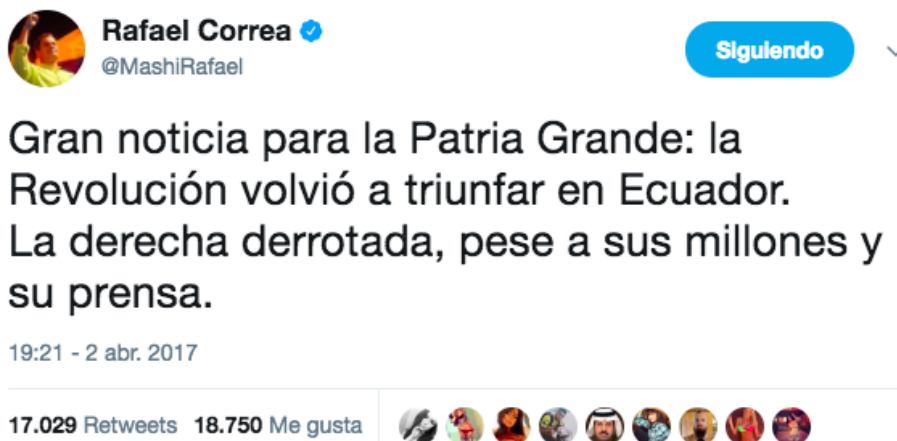 Rafael Correa
@MashiRafael
Siguiendo
Gran noticia para la Patria Grande: la
Revolución volvió a triunfar en Ecuador.
La derecha derrotada, pese a sus millones y
su prensa.
19:21 - 2 abr. 2017
17.029 Retweets 18.750 Me gusta